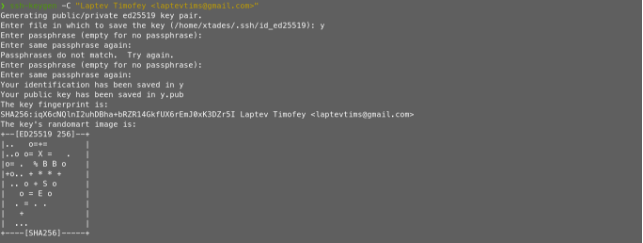 ❯ ssh-keygen -C "Laptev Timofey <laptevtims@gmail.com>"
Generating public/private ed25519 key pair.
Enter file in which to save the key (/home/xtades/.ssh/id_ed25519): y
Enter passphrase (empty for no passphrase):
Enter same passphrase again:
Passphrases do not match.  Try again.
Enter passphrase (empty for no passphrase):
Enter same passphrase again:
Your identification has been saved in y
Your public key has been saved in y.pub
The key fingerprint is:
SHA256:iqX6cNQlnI2uhDBha+bRZR14GkfUX6rEmJ0xK3DZr5I Laptev Timofey <laptevtims@gmail.com>
The key's randomart image is:
+--[ED25519 256]--+
|..   o=+=        |
|..o o= X =   .   |
|o= .  % B B o    |
|+o.. + * * +     |
| .. o + S o      |
|   o = E o       |
|  . = . .        |
|   +             |
|  ...            |
+----[SHA256]-----+